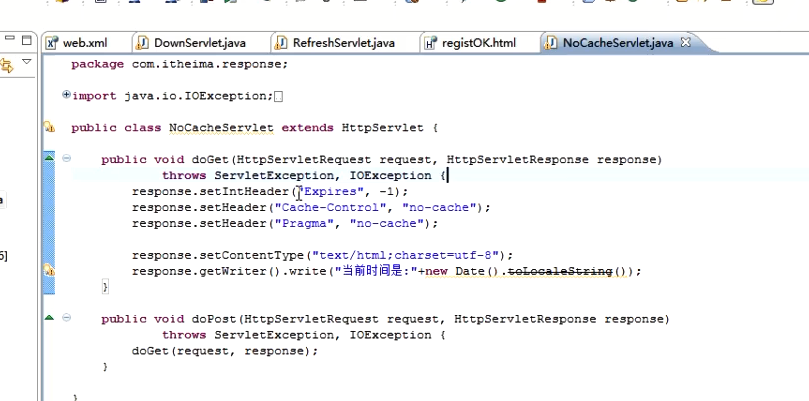 web.xml DownServlet.java RefreshServlet.java registOK.html NoCacheServlet.java
package com.itheima.response;
import java.io.IOException;
public class NoCacheServlet extends HttpServlet {
public void doGet(HttpServletRequest request, HttpServletResponse response)
throws ServletException, IOException {
response.setIntHeader("Expires", -1);
response.setHeader("Cache-Control", "no-cache");
response.setHeader("Pragma", "no-cache");
response.setContentType("text/html;charset=utf-8");
response.getWriter().write("当前时间是:"+new Date().toLocaleString());
}
public void doPost(HttpServletRequest request, HttpServletResponse response)
throws ServletException, IOException {
doGet(request, response);
}
}